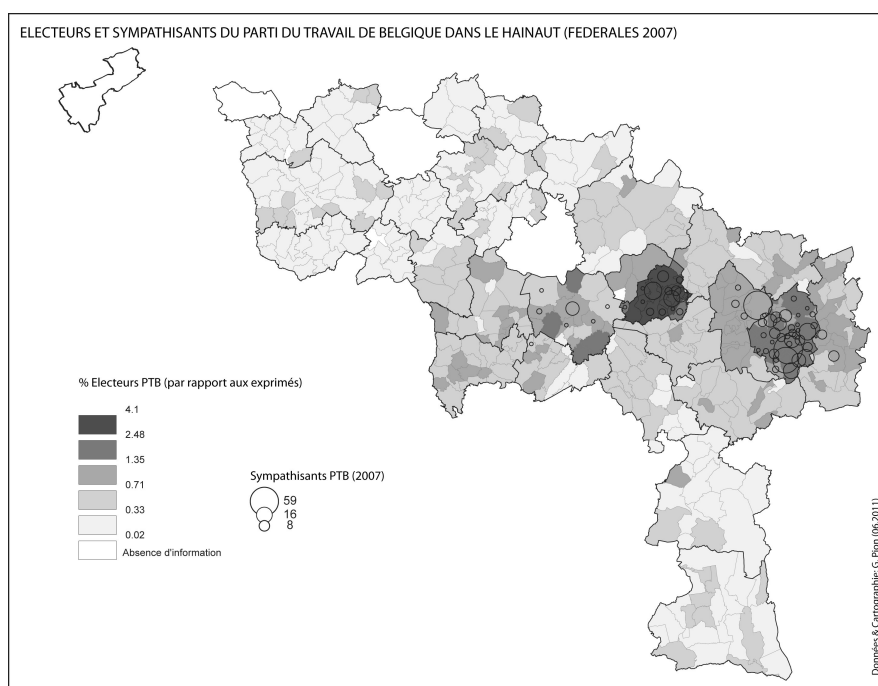 ELECTEURS ET SYMPATHISANTS DU PARTI DU TRAVAIL DE BELGIQUE DANS LE HAINAUT (FEDERALES 2007)
% Electeurs PTB (par rapport aux exprimés)
4.1
2.48
1.35
0.71
0.33
0.02
Absence d'information
Sympathisants PTB (2007)
59
16
8
Données & Cartographie: G. Pion (06.2011)